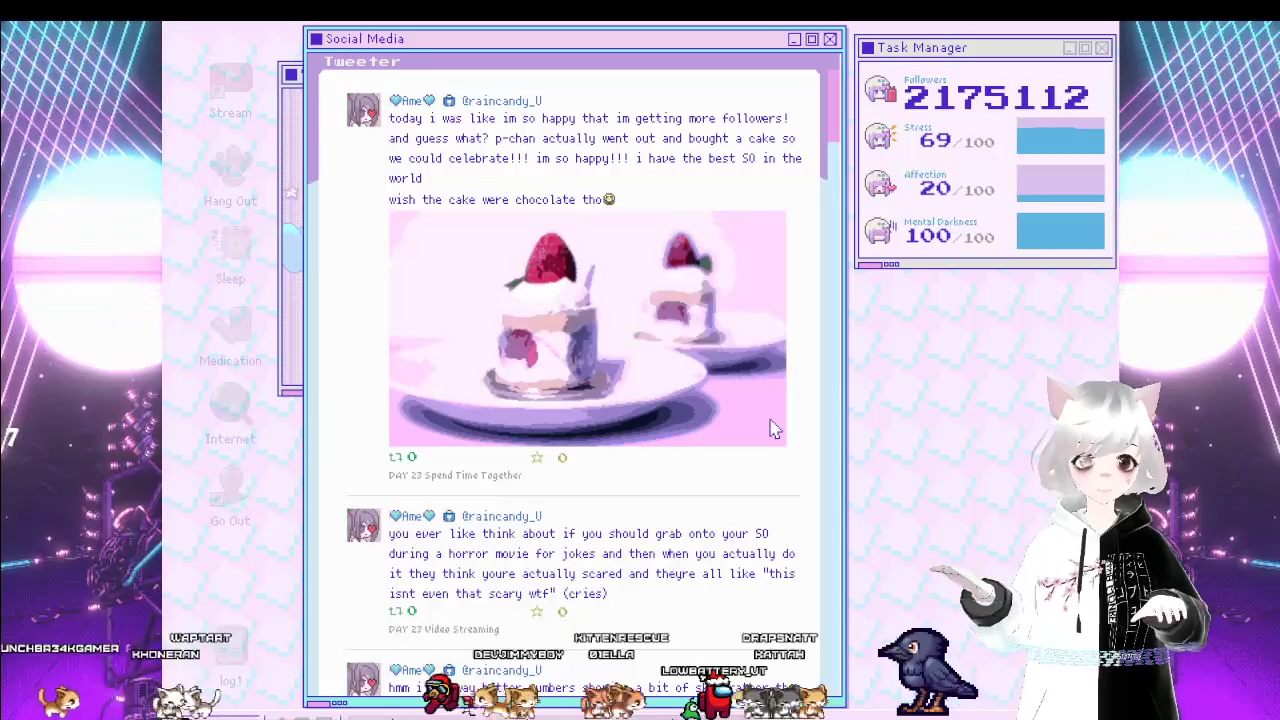 Social Media
Tweeter
Ame @raincandy_U
today i was like im so happy that im getting more followers!
and guess what? p-chan actually went out and bought a cake so
we could celebrate!!! im so happy!!! i have the best SO in the
world
wish the cake were chocolate tho
0
0
DAY 23 Spend Time Together
Ame @raincandy_U
you ever like think about if you should grab onto your SO
during a horror movie for jokes and then when you actually do
it they think youre actually scared and theyre all like "this
isnt even that scary wtf" (cries)
0
0
DAY 23 Video Streaming
Ame @raincandy_U
Task Manager
Followers
2175112
Stress
69/100
Affection
20/100
Mental Darkness
100/100
Stream
Hang Out
Sleep
Medication
Internet
Go Out
log1
7
WAPTART
KHONERAN
KITTENRESCUE
DEWJIMMYBOY
LOWBATTERY_VT
DRAPSNATT
KATTAH